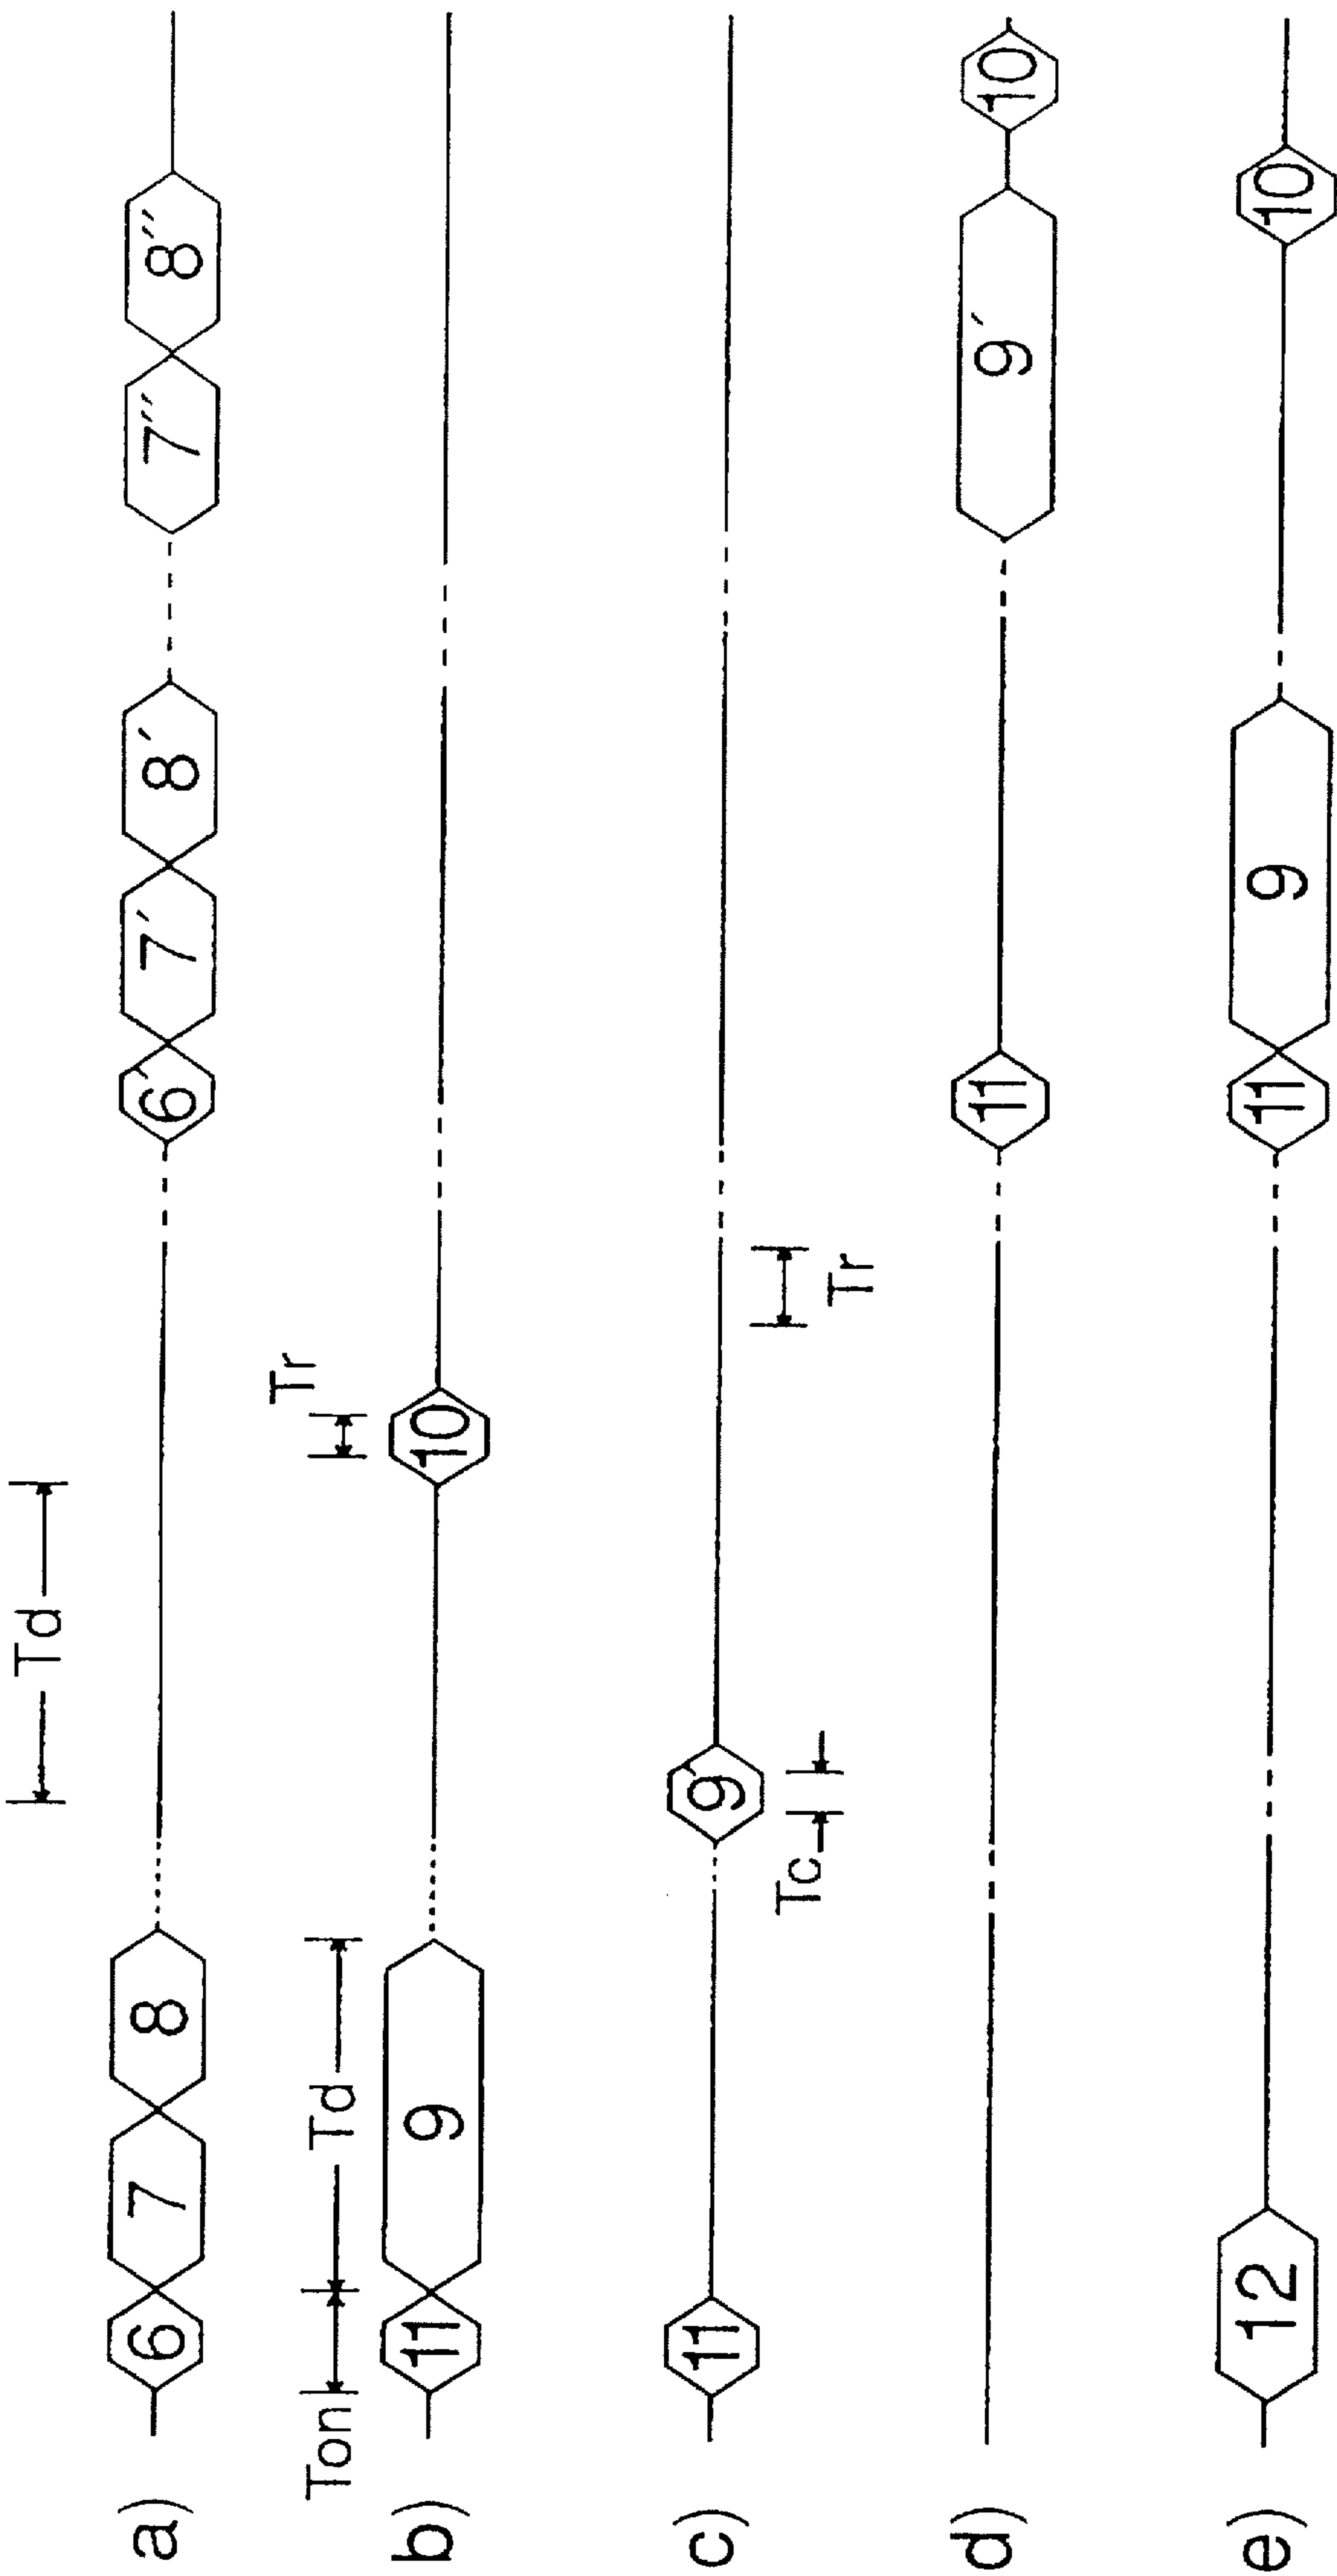 Td
a) 6 7 8 6' 7' 8' 7'' 8''
Ton Td Tr
b) 11 9 10
c) 11 9'
Tc Tr
d) 11 9' 10
e) 12 11 9 10